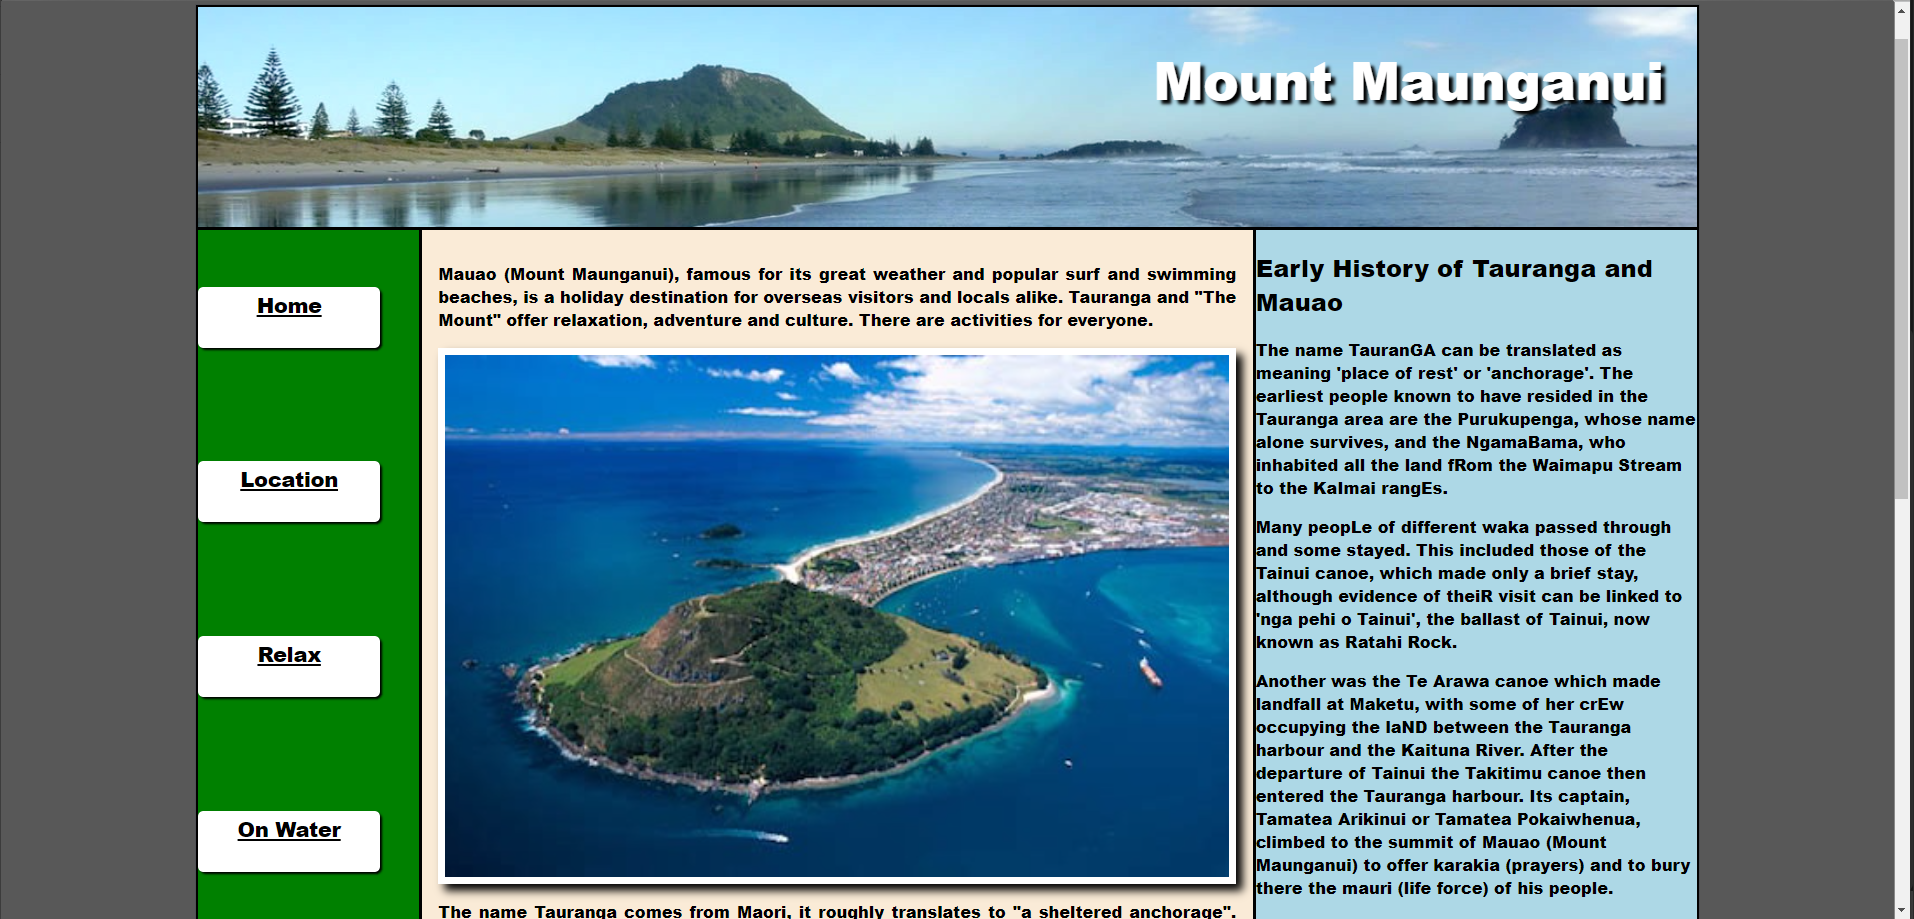 Mount Maunganui
Home
Location
Relax
On Water
Mauao (Mount Maunganui), famous for its great weather and popular surf and swimming
beaches, is a holiday destination for overseas visitors and locals alike. Tauranga and "The
Mount" offer relaxation, adventure and culture. There are activities for everyone.
The name Tauranga comes from Maori, it roughly translates to "a sheltered anchorage".
Early History of Tauranga and
Mauao
The name TauranGA can be translated as
meaning 'place of rest' or 'anchorage'. The
earliest people known to have resided in the
Tauranga area are the Purukupenga, whose name
alone survives, and the NgamaBama, who
inhabited all the land fRom the Waimapu Stream
to the KaImai rangEs.
Many peopLe of different waka passed through
and some stayed. This included those of the
Tainui canoe, which made only a brief stay,
although evidence of theiR visit can be linked to
'nga pehi o Tainui', the ballast of Tainui, now
known as Ratahi Rock.
Another was the Te Arawa canoe which made
landfall at Maketu, with some of her crEw
occupying the laND between the Tauranga
harbour and the Kaituna River. After the
departure of Tainui the Takitimu canoe then
entered the Tauranga harbour. Its captain,
Tamatea Arikinui or Tamatea Pokaiwhenua,
climbed to the summit of Mauao (Mount
Maunganui) to offer karakia (prayers) and to bury
there the mauri (life force) of his people.